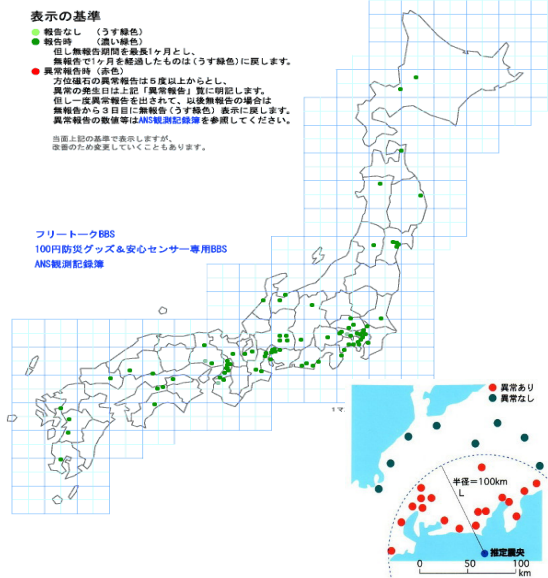 表示の基準
報告なし　（うす緑色）
報告時　　（濃い緑色）
但し無報告期間を最長1ヶ月とし、
無報告で1ヶ月を経過したものは（うす緑色）に戻します。
異常報告時（赤色）
方位磁石の異常報告は５度以上からとし、
異常の発生日は上記「異常報告」覧に明記します。
但し一度異常報告を出されて、以後無報告の場合は
無報告から３日目に無報告（うす緑色）表示に戻します。
異常報告の数値等はANS観測記録簿を参照してください。
当面上記の基準で表示しますが、
改善のため変更していくこともあります。
フリートークBBS
100円防災グッズ＆安心センサー専用BBS
ANS観測記録簿
1マ
異常あり
異常なし
半径＝100km
L
推定震央
0 50 100
km